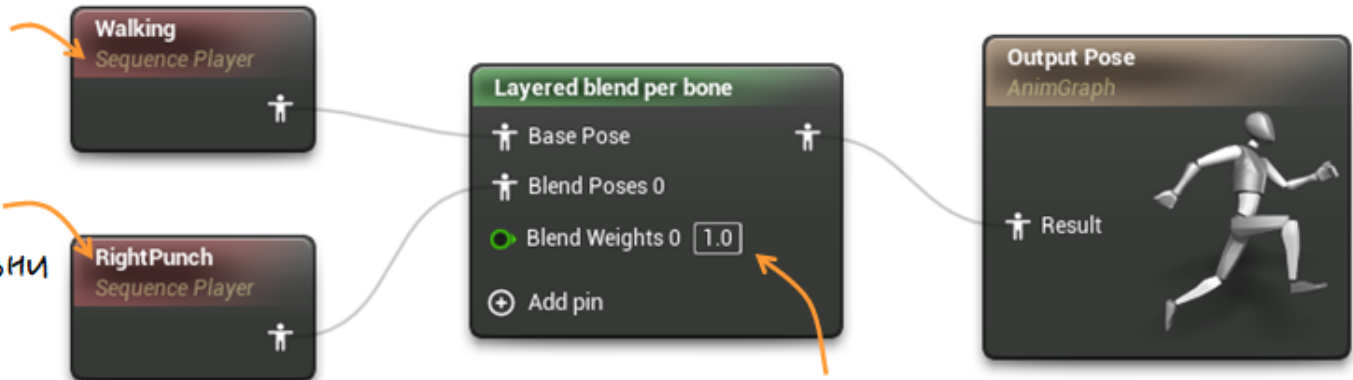 Walking
Sequence Player
RightPunch
Sequence Player
Layered blend per bone
Base Pose
Blend Poses 0
Blend Weights 0 1.0
Add pin
Output Pose
AnimGraph
Result